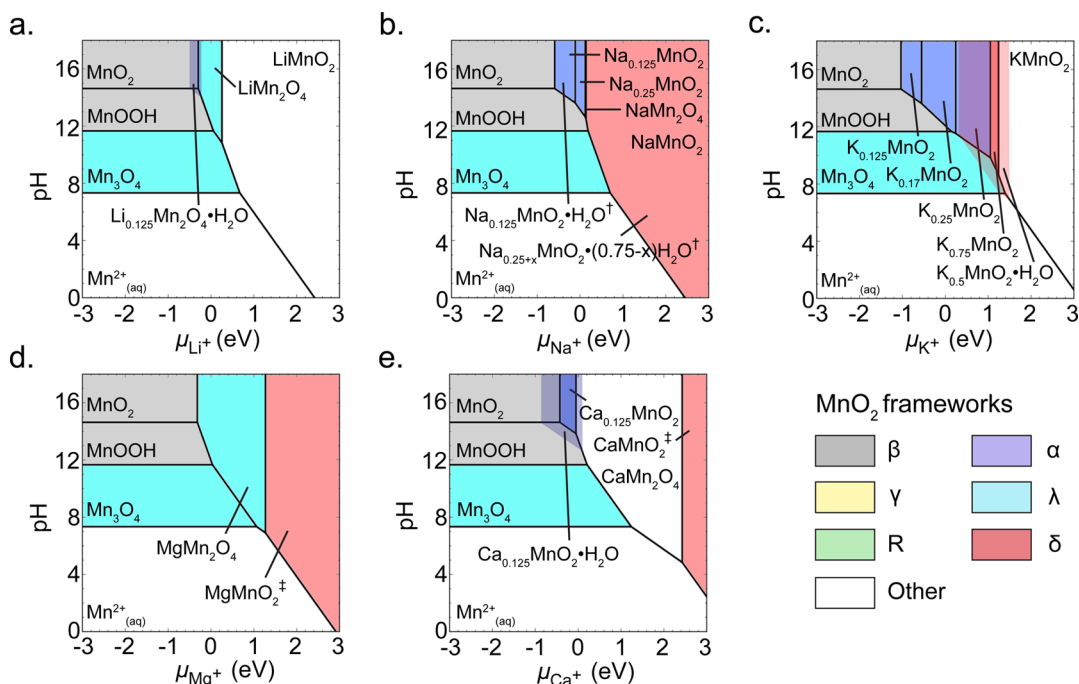 a.
18
16
12
8
4
0
pH
MnO2
MnOOH
Mn3O4
Mn2+(aq)
LiMnO2
LiMn2O4
Li0.125Mn2O4•H2O
-3 -2 -1 0 1 2 3
μLi+ (eV)
b.
16
12
8
4
0
pH
MnO2
MnOOH
Mn3O4
Mn2+(aq)
Na0.125MnO2
Na0.25MnO2
NaMn2O4
NaMnO2
Na0.125MnO2•H2O†
Na0.25+xMnO2•(0.75-x)H2O†
-3 -2 -1 0 1 2 3
μNa+ (eV)
c.
16
12
8
4
0
pH
MnO2
MnOOH
Mn3O4
Mn2+(aq)
KMnO2
K0.125MnO2
K0.17MnO2
K0.25MnO2
K0.75MnO2
K0.5MnO2•H2O
-3 -2 -1 0 1 2 3
μK+ (eV)
d.
16
12
8
4
0
pH
MnO2
MnOOH
Mn3O4
Mn2+(aq)
MgMn2O4
MgMnO2‡
-3 -2 -1 0 1 2 3
μMg+ (eV)
e.
16
12
8
4
0
pH
MnO2
MnOOH
Mn3O4
Mn2+(aq)
Ca0.125MnO2
CaMnO2‡
CaMn2O4
Ca0.125MnO2•H2O
-3 -2 -1 0 1 2 3
μCa+ (eV)
MnO2 frameworks
β α
γ λ
R δ
Other